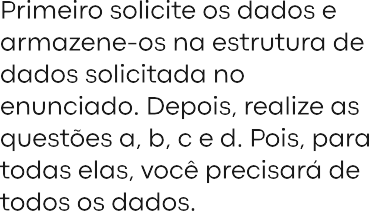 Primeiro solicite os dados e
armazene-os na estrutura de
dados solicitada no
enunciado. Depois, realize as
questões a, b, c e d. Pois, para
todas elas, você precisará de
todos os dados.